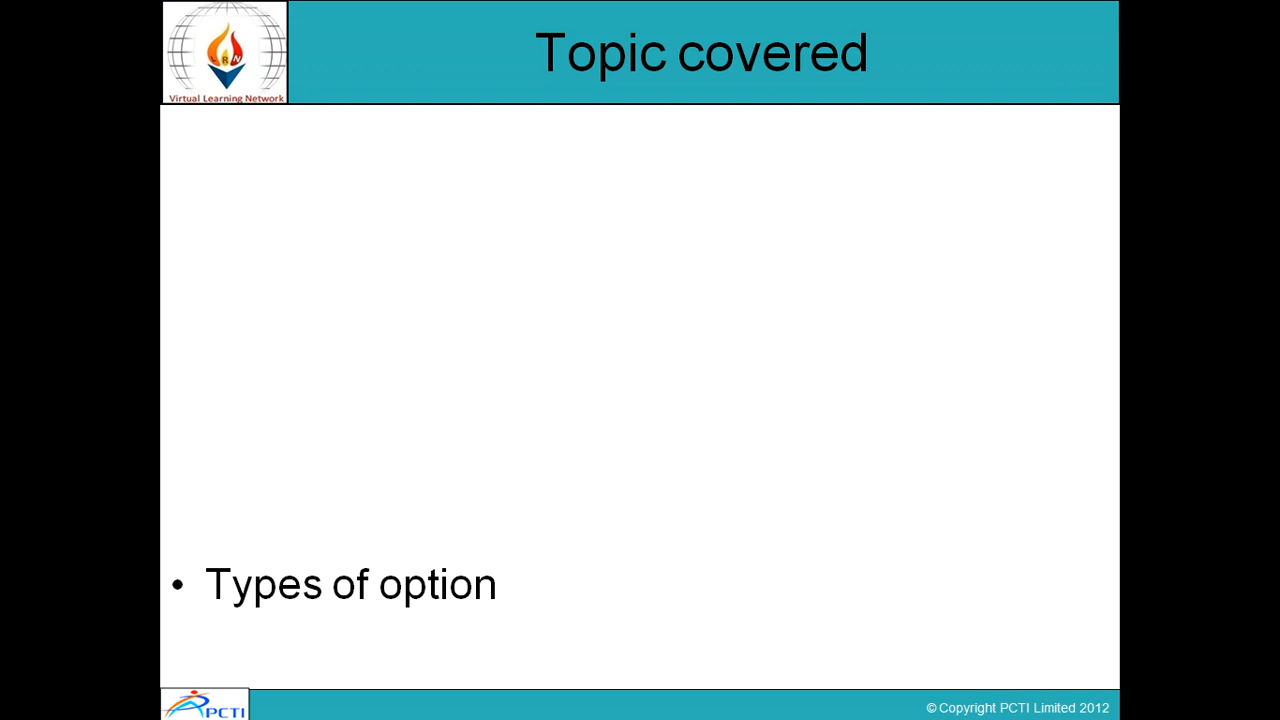 Topic covered
Virtual Learning Network
• Types of option
PCTI
© Copyright PCTI Limited 2012